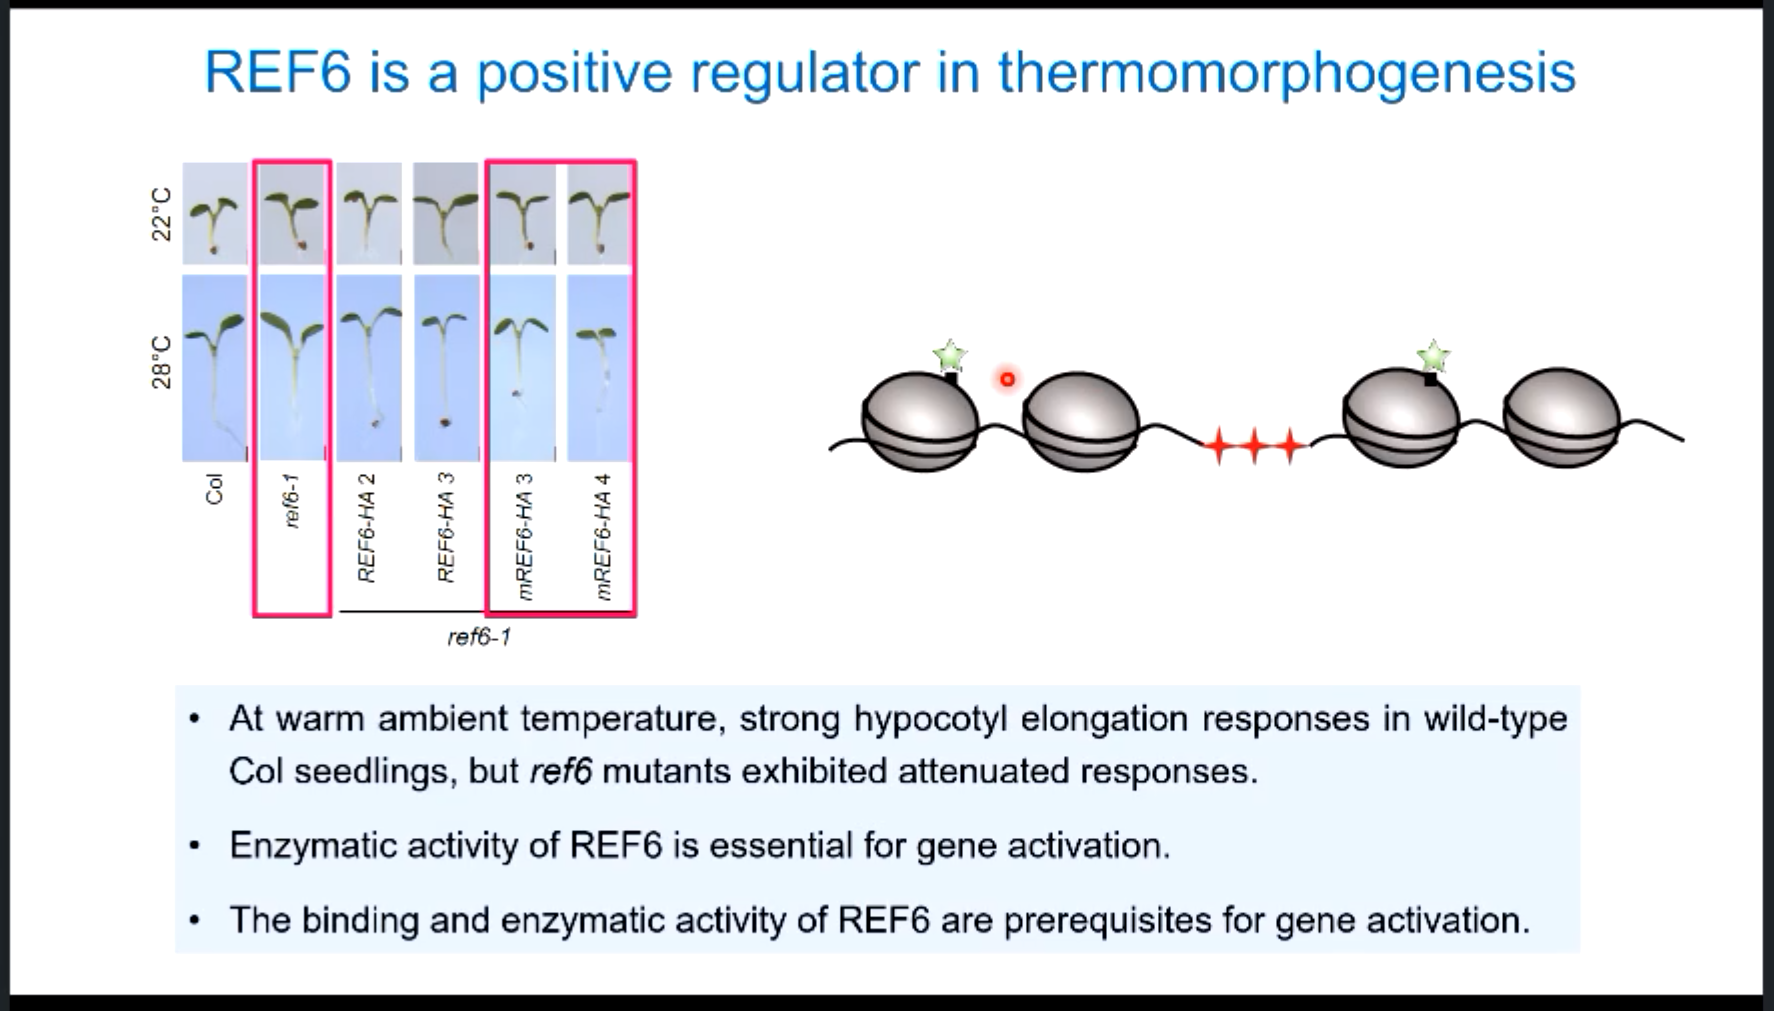 REF6 is a positive regulator in thermomorphogenesis
22°C
28°C
Col
ref6-1
REF6-HA 2
REF6-HA 3
mREF6-HA 3
mREF6-HA 4
ref6-1
• At warm ambient temperature, strong hypocotyl elongation responses in wild-type
Col seedlings, but ref6 mutants exhibited attenuated responses.
• Enzymatic activity of REF6 is essential for gene activation.
• The binding and enzymatic activity of REF6 are prerequisites for gene activation.